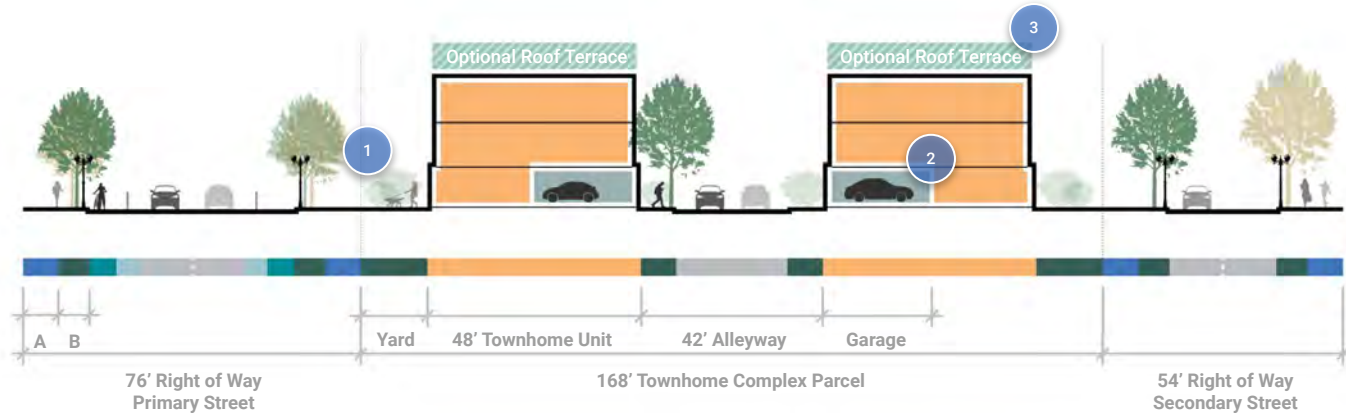 3
Optional Roof Terrace
Optional Roof Terrace
1
2
A
B
Yard
48’ Townhome Unit
42’ Alleyway
Garage
76’ Right of Way
Primary Street
168’ Townhome Complex Parcel
54’ Right of Way
Secondary Street